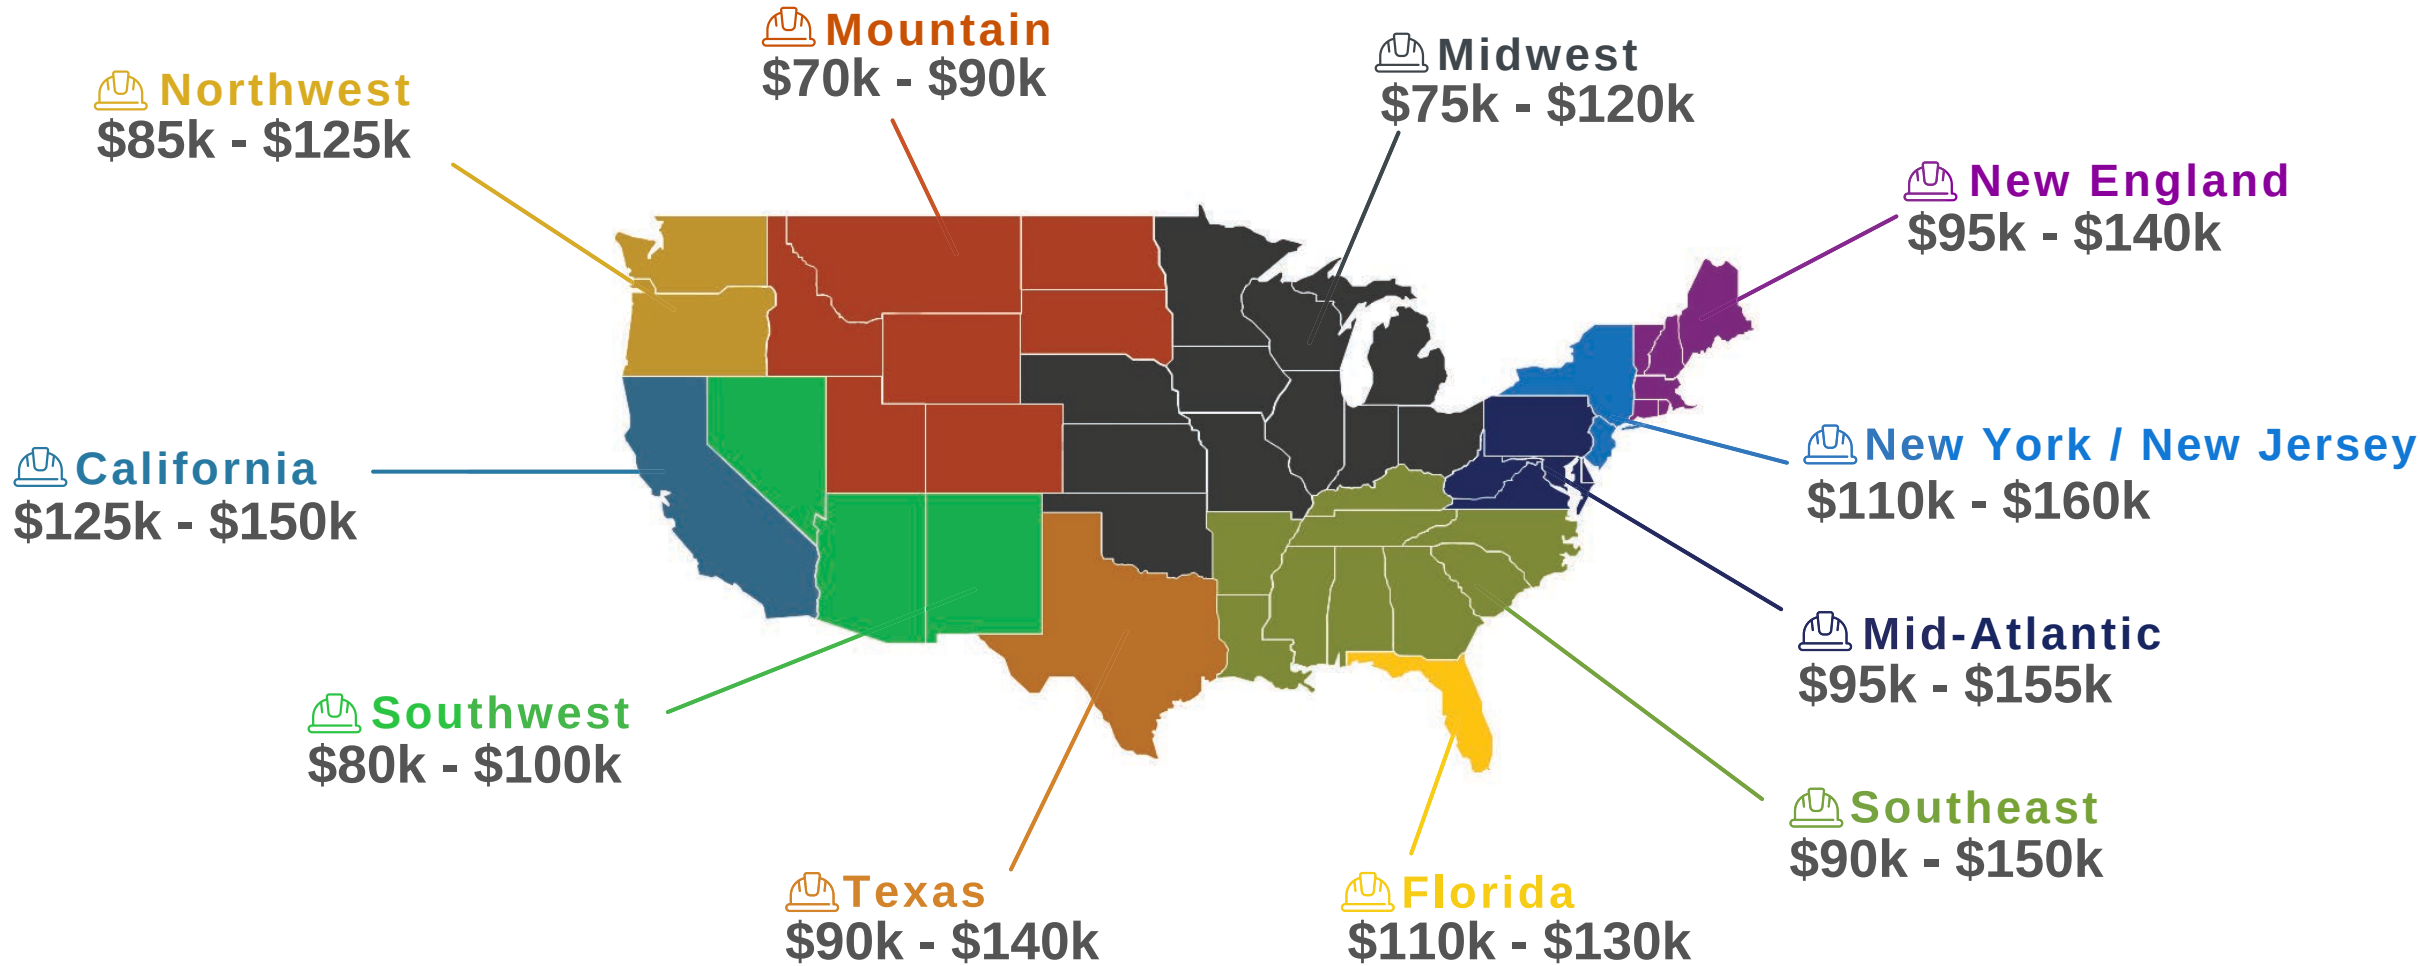 Mountain
$70k - $90k
Midwest
$75k - $120k
Northwest
$85k - $125k
New England
$95k - $140k
New York / New Jersey
$110k - $160k
California
$125k - $150k
Mid-Atlantic
$95k - $155k
Southwest
$80k - $100k
Southeast
$90k - $150k
Texas
$90k - $140k
Florida
$110k - $130k